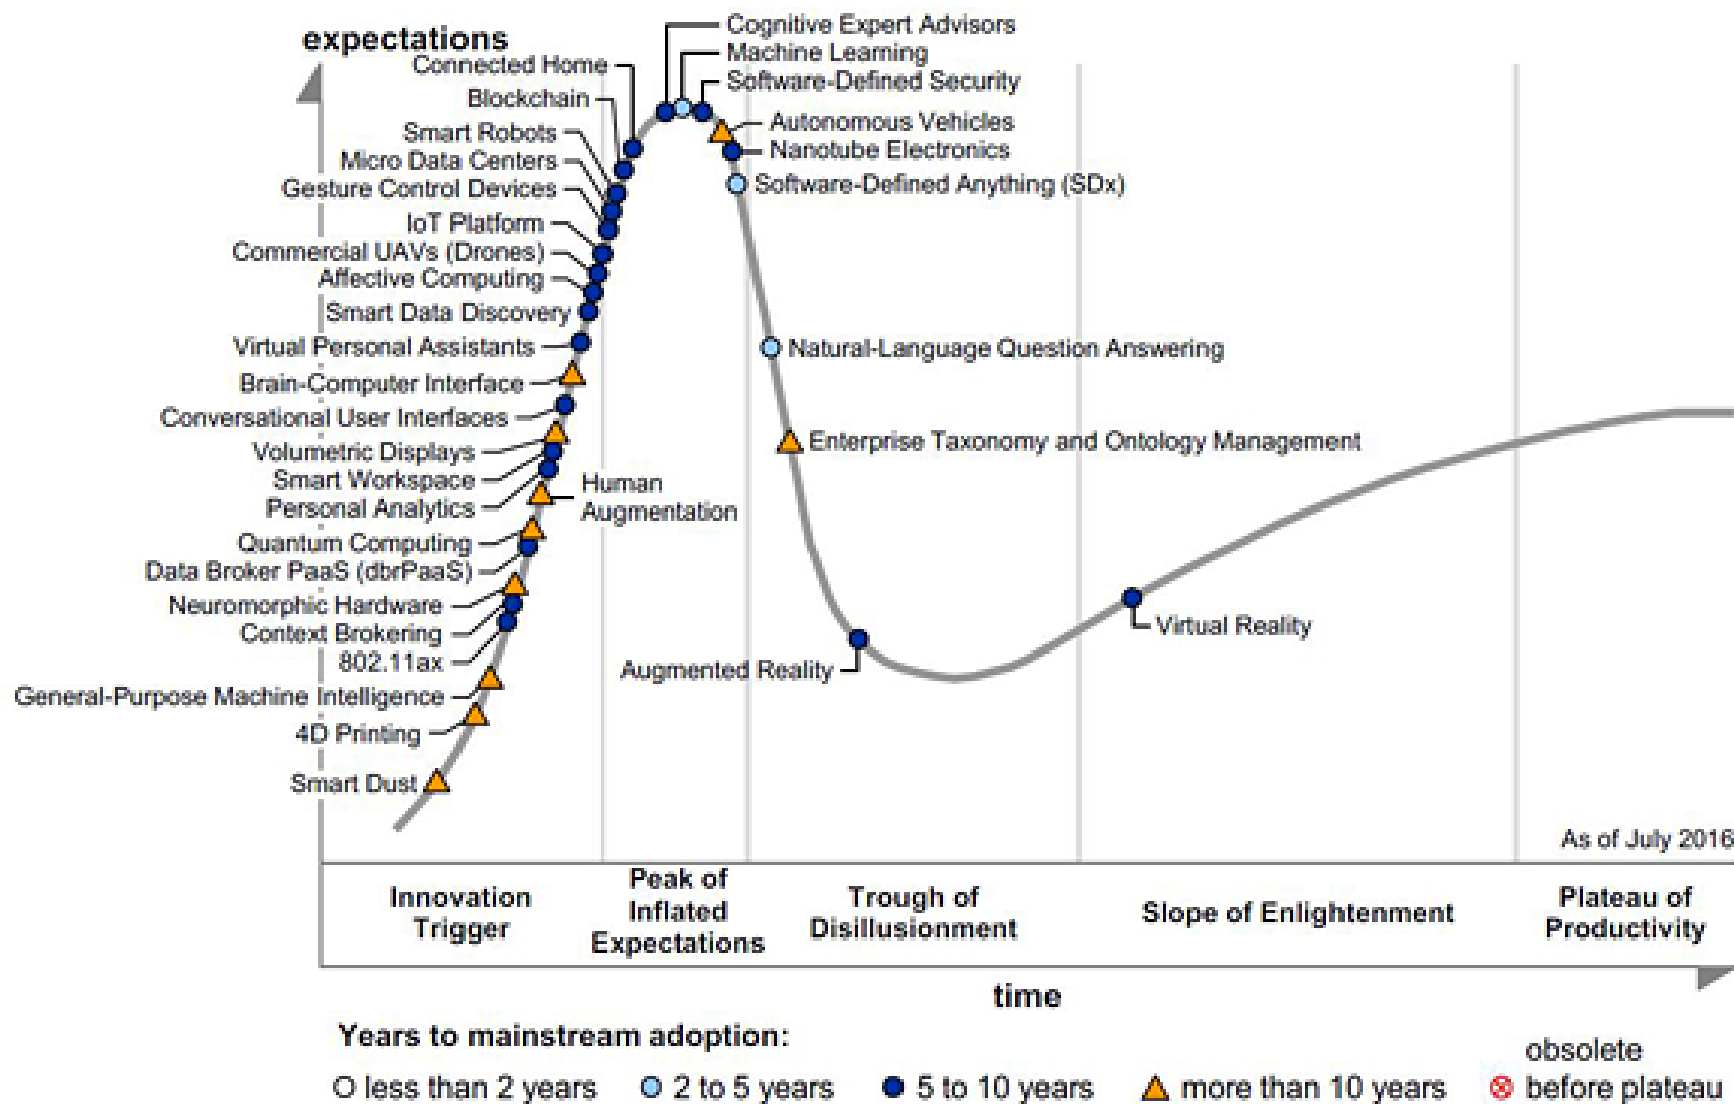 expectations
Cognitive Expert Advisors
Machine Learning
Connected Home
Software-Defined Security
Blockchain
Autonomous Vehicles
Smart Robots
Nanotube Electronics
Micro Data Centers
Software-Defined Anything (SDx)
Gesture Control Devices
IoT Platform
Commercial UAVs (Drones)
Affective Computing
Smart Data Discovery
Virtual Personal Assistants
Natural-Language Question Answering
Brain-Computer Interface
Conversational User Interfaces
Enterprise Taxonomy and Ontology Management
Volumetric Displays
Smart Workspace
Human
Augmentation
Personal Analytics
Quantum Computing
Data Broker PaaS (dbrPaaS)
Neuromorphic Hardware
Context Brokering
Virtual Reality
802.11ax
Augmented Reality
General-Purpose Machine Intelligence
4D Printing
Smart Dust
As of July 2016
Innovation
Trigger
Peak of
Inflated
Expectations
Trough of
Disillusionment
Slope of Enlightenment
Plateau of
Productivity
time
Years to mainstream adoption:
less than 2 years
2 to 5 years
5 to 10 years
more than 10 years
obsolete
before plateau